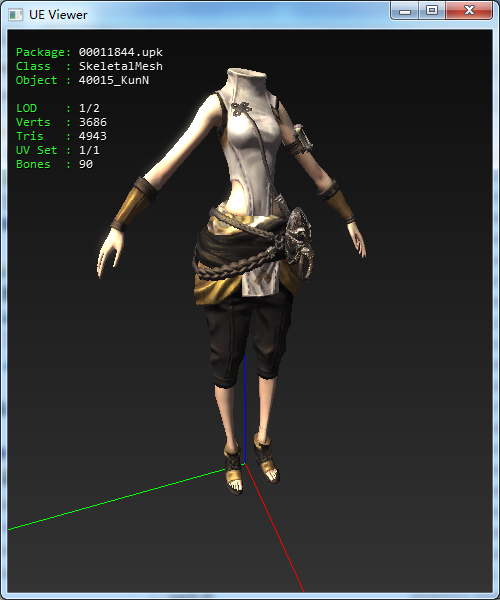 UE Viewer
Package: 00011844.upk
Class : SkeletalMesh
Object : 40015_KunN
LOD : 1/2
Verts : 3686
Tris : 4943
UV Set : 1/1
Bones : 90